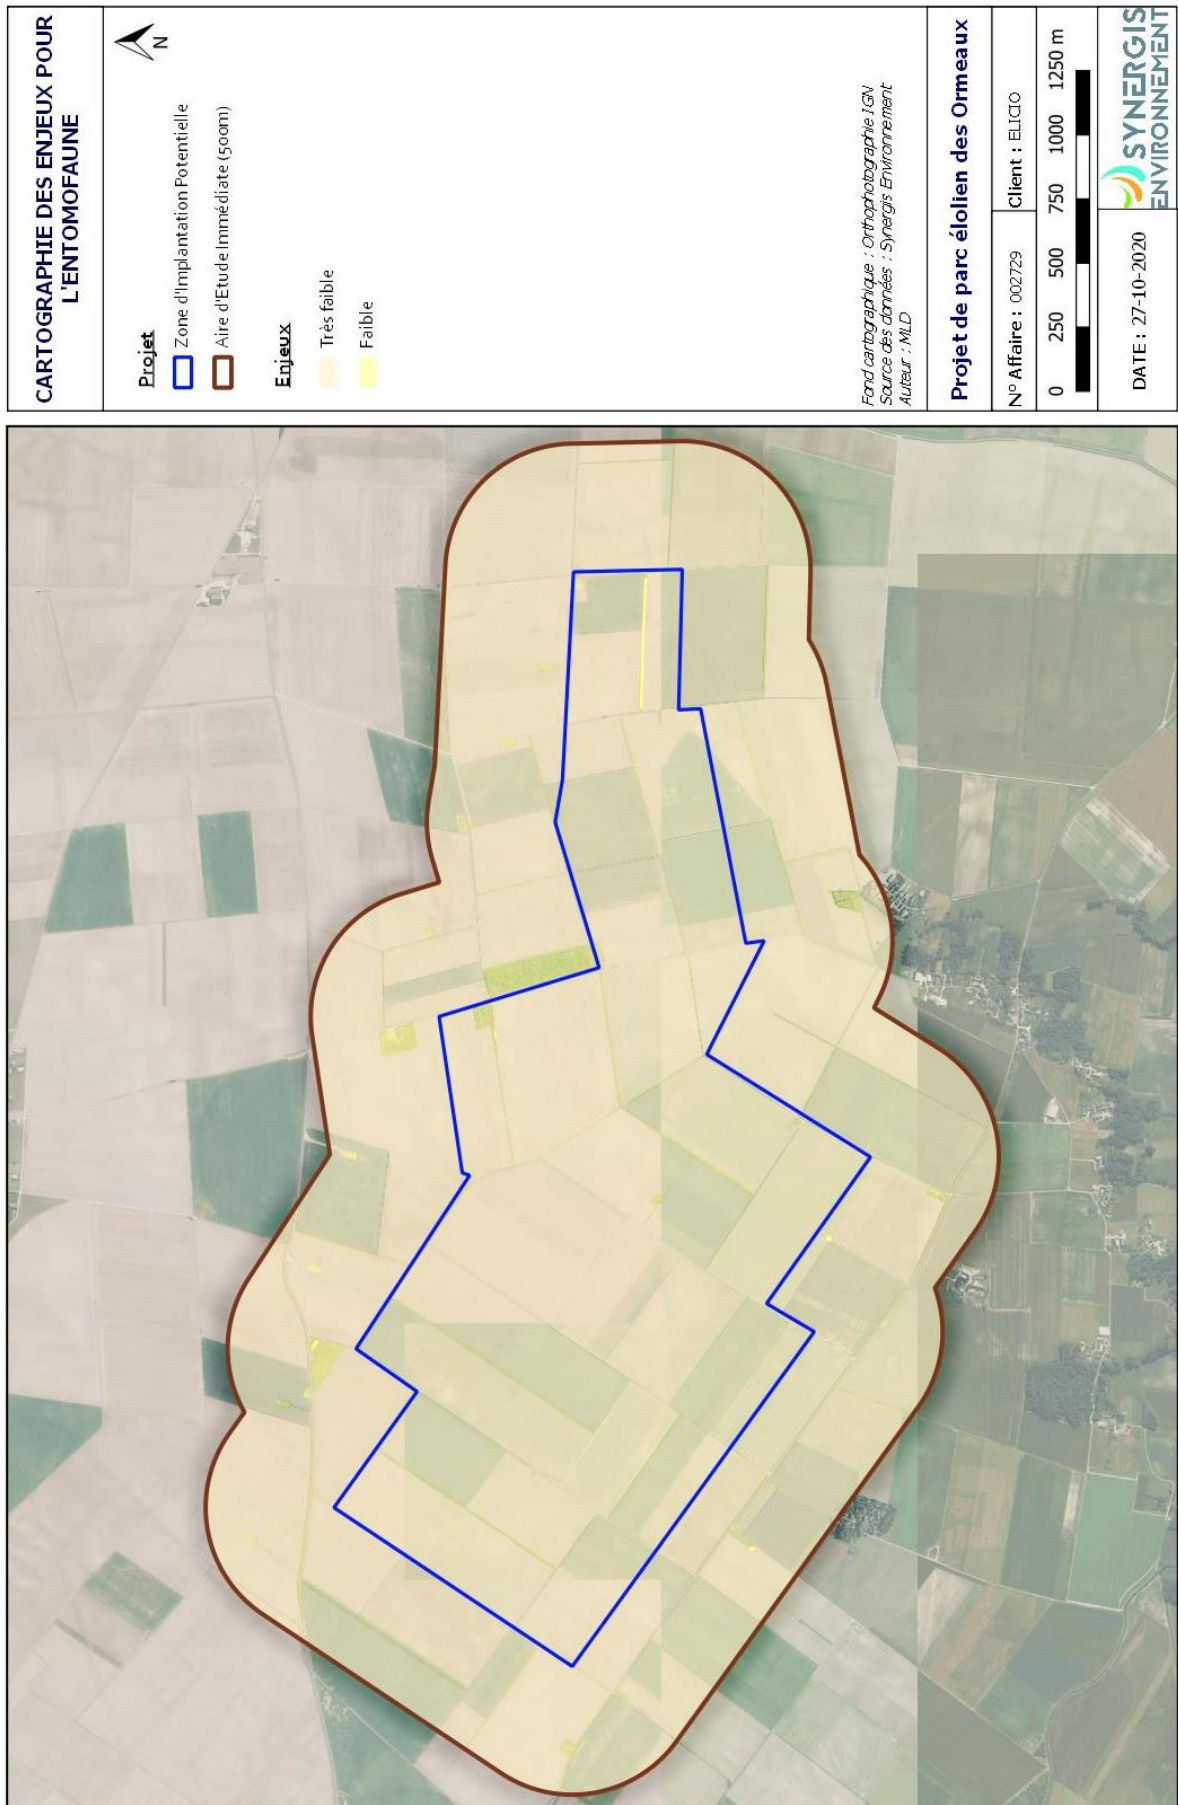 CARTOGRAPHIE DES ENJEUX POUR
L'ENTOMOFAUNE
N
Projet
Zone d'Implantation Potentielle
Aire d'Etude Immédiate (500m)
Enjeux
Très faible
Faible
Fond cartographique : Orthophotographie IGN
Source des données : Synergis Environnement
Auteur : MLD
Projet de parc éolien des Ormeaux
N° Affaire : 002729
Client : ELICIO
0 250 500 750 1000 1250 m
DATE : 27-10-2020
SYNERGIS
ENVIRONNEMENT